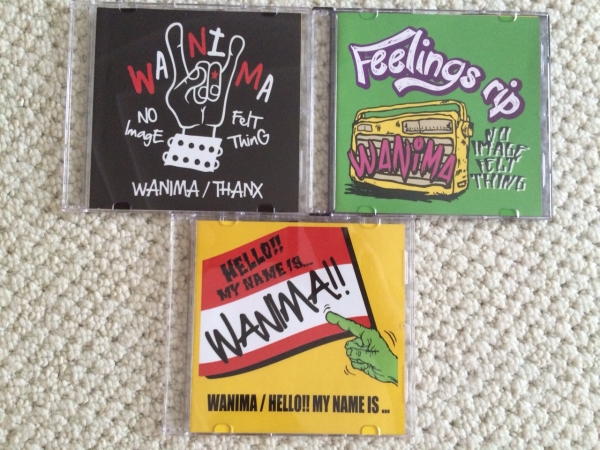 WANIMA
NO
ImagE
FelT
ThinG
WANIMA / THANX
Feelings rip
WANIMA
NO
IMAGE
FELT
THING
HELLO!!
MY NAME IS...
WANIMA!!
WANIMA / HELLO!! MY NAME IS ...